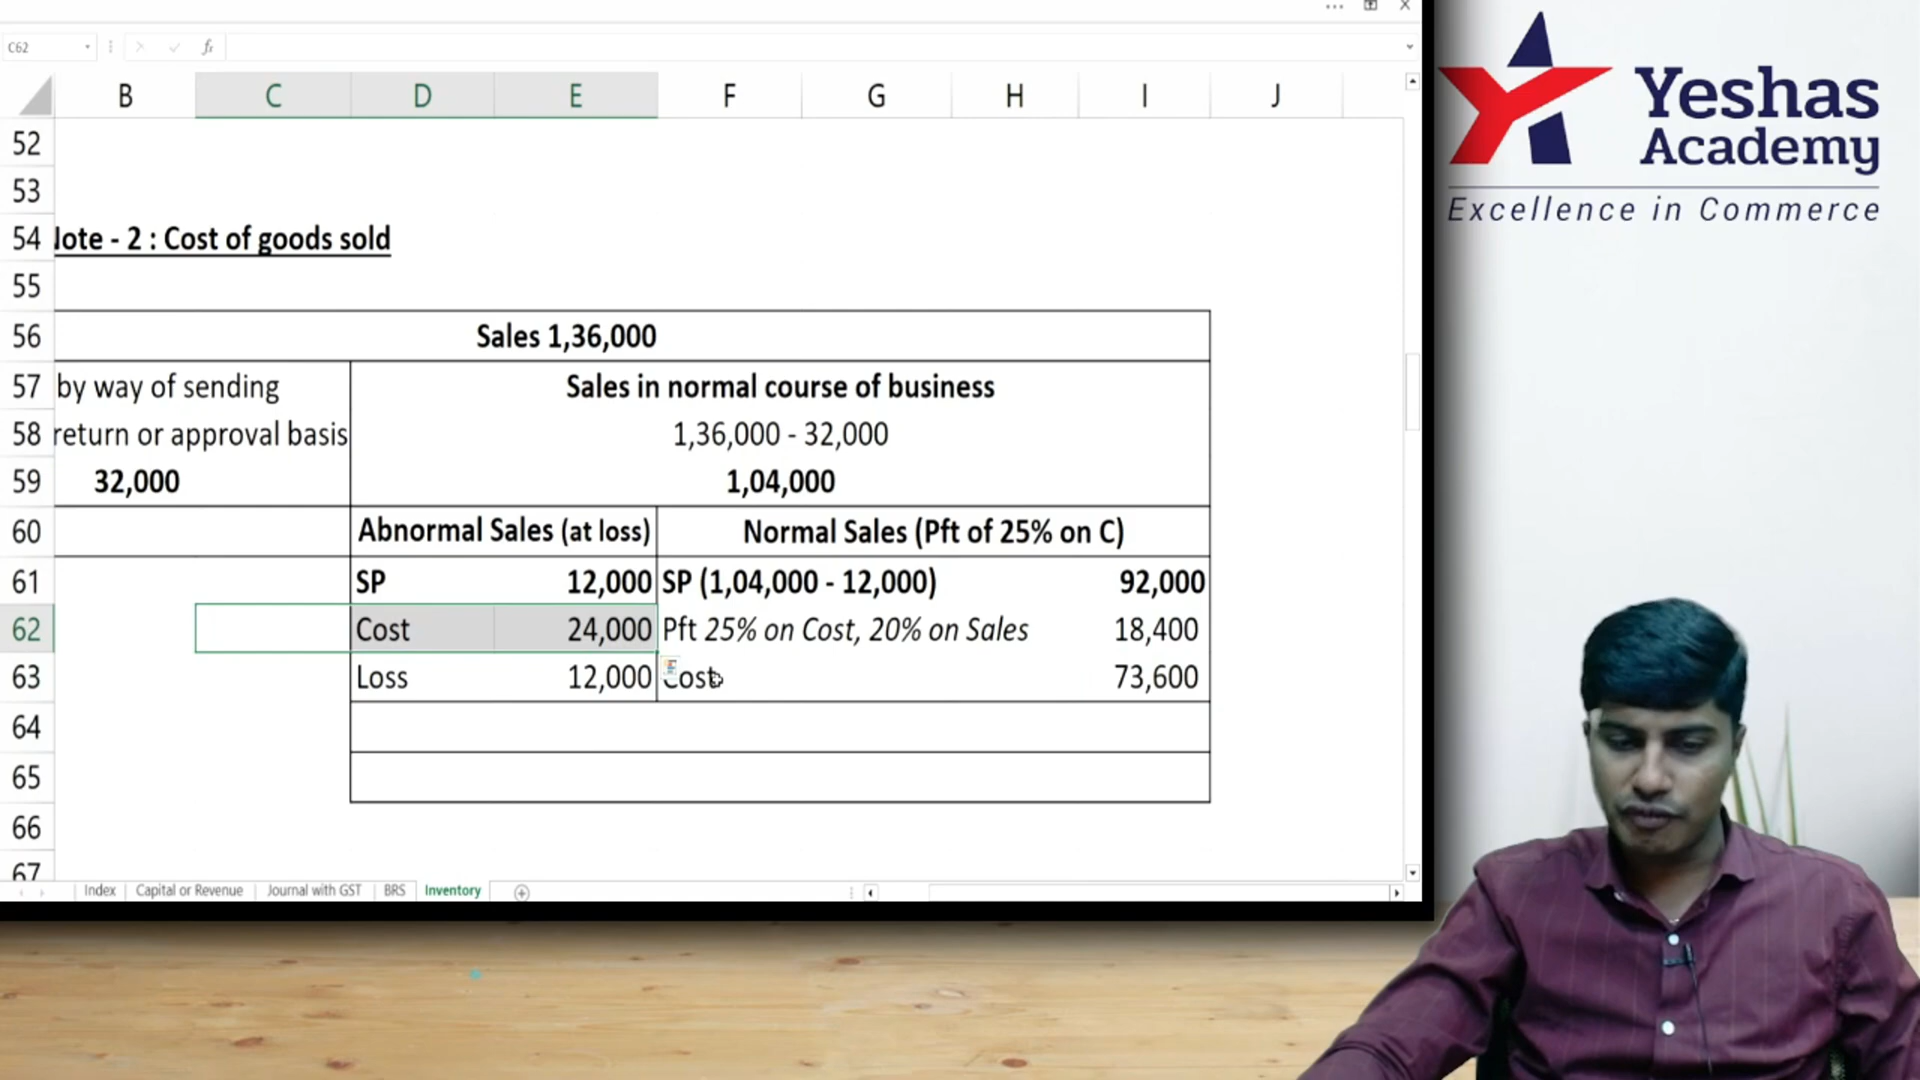 C62
fx
B C D E F G H I J
52
53
54 Note - 2 : Cost of goods sold
55
56 Sales 1,36,000
57 by way of sending Sales in normal course of business
58 return or approval basis 1,36,000 - 32,000
59 32,000 1,04,000
60 Abnormal Sales (at loss) Normal Sales (Pft of 25% on C)
61 SP 12,000 SP (1,04,000 - 12,000) 92,000
62 Cost 24,000 Pft 25% on Cost, 20% on Sales 18,400
63 Loss 12,000 Cost 73,600
64
65
66
67
Index Capital or Revenue Journal with GST BRS Inventory
Yeshas
Academy
Excellence in Commerce